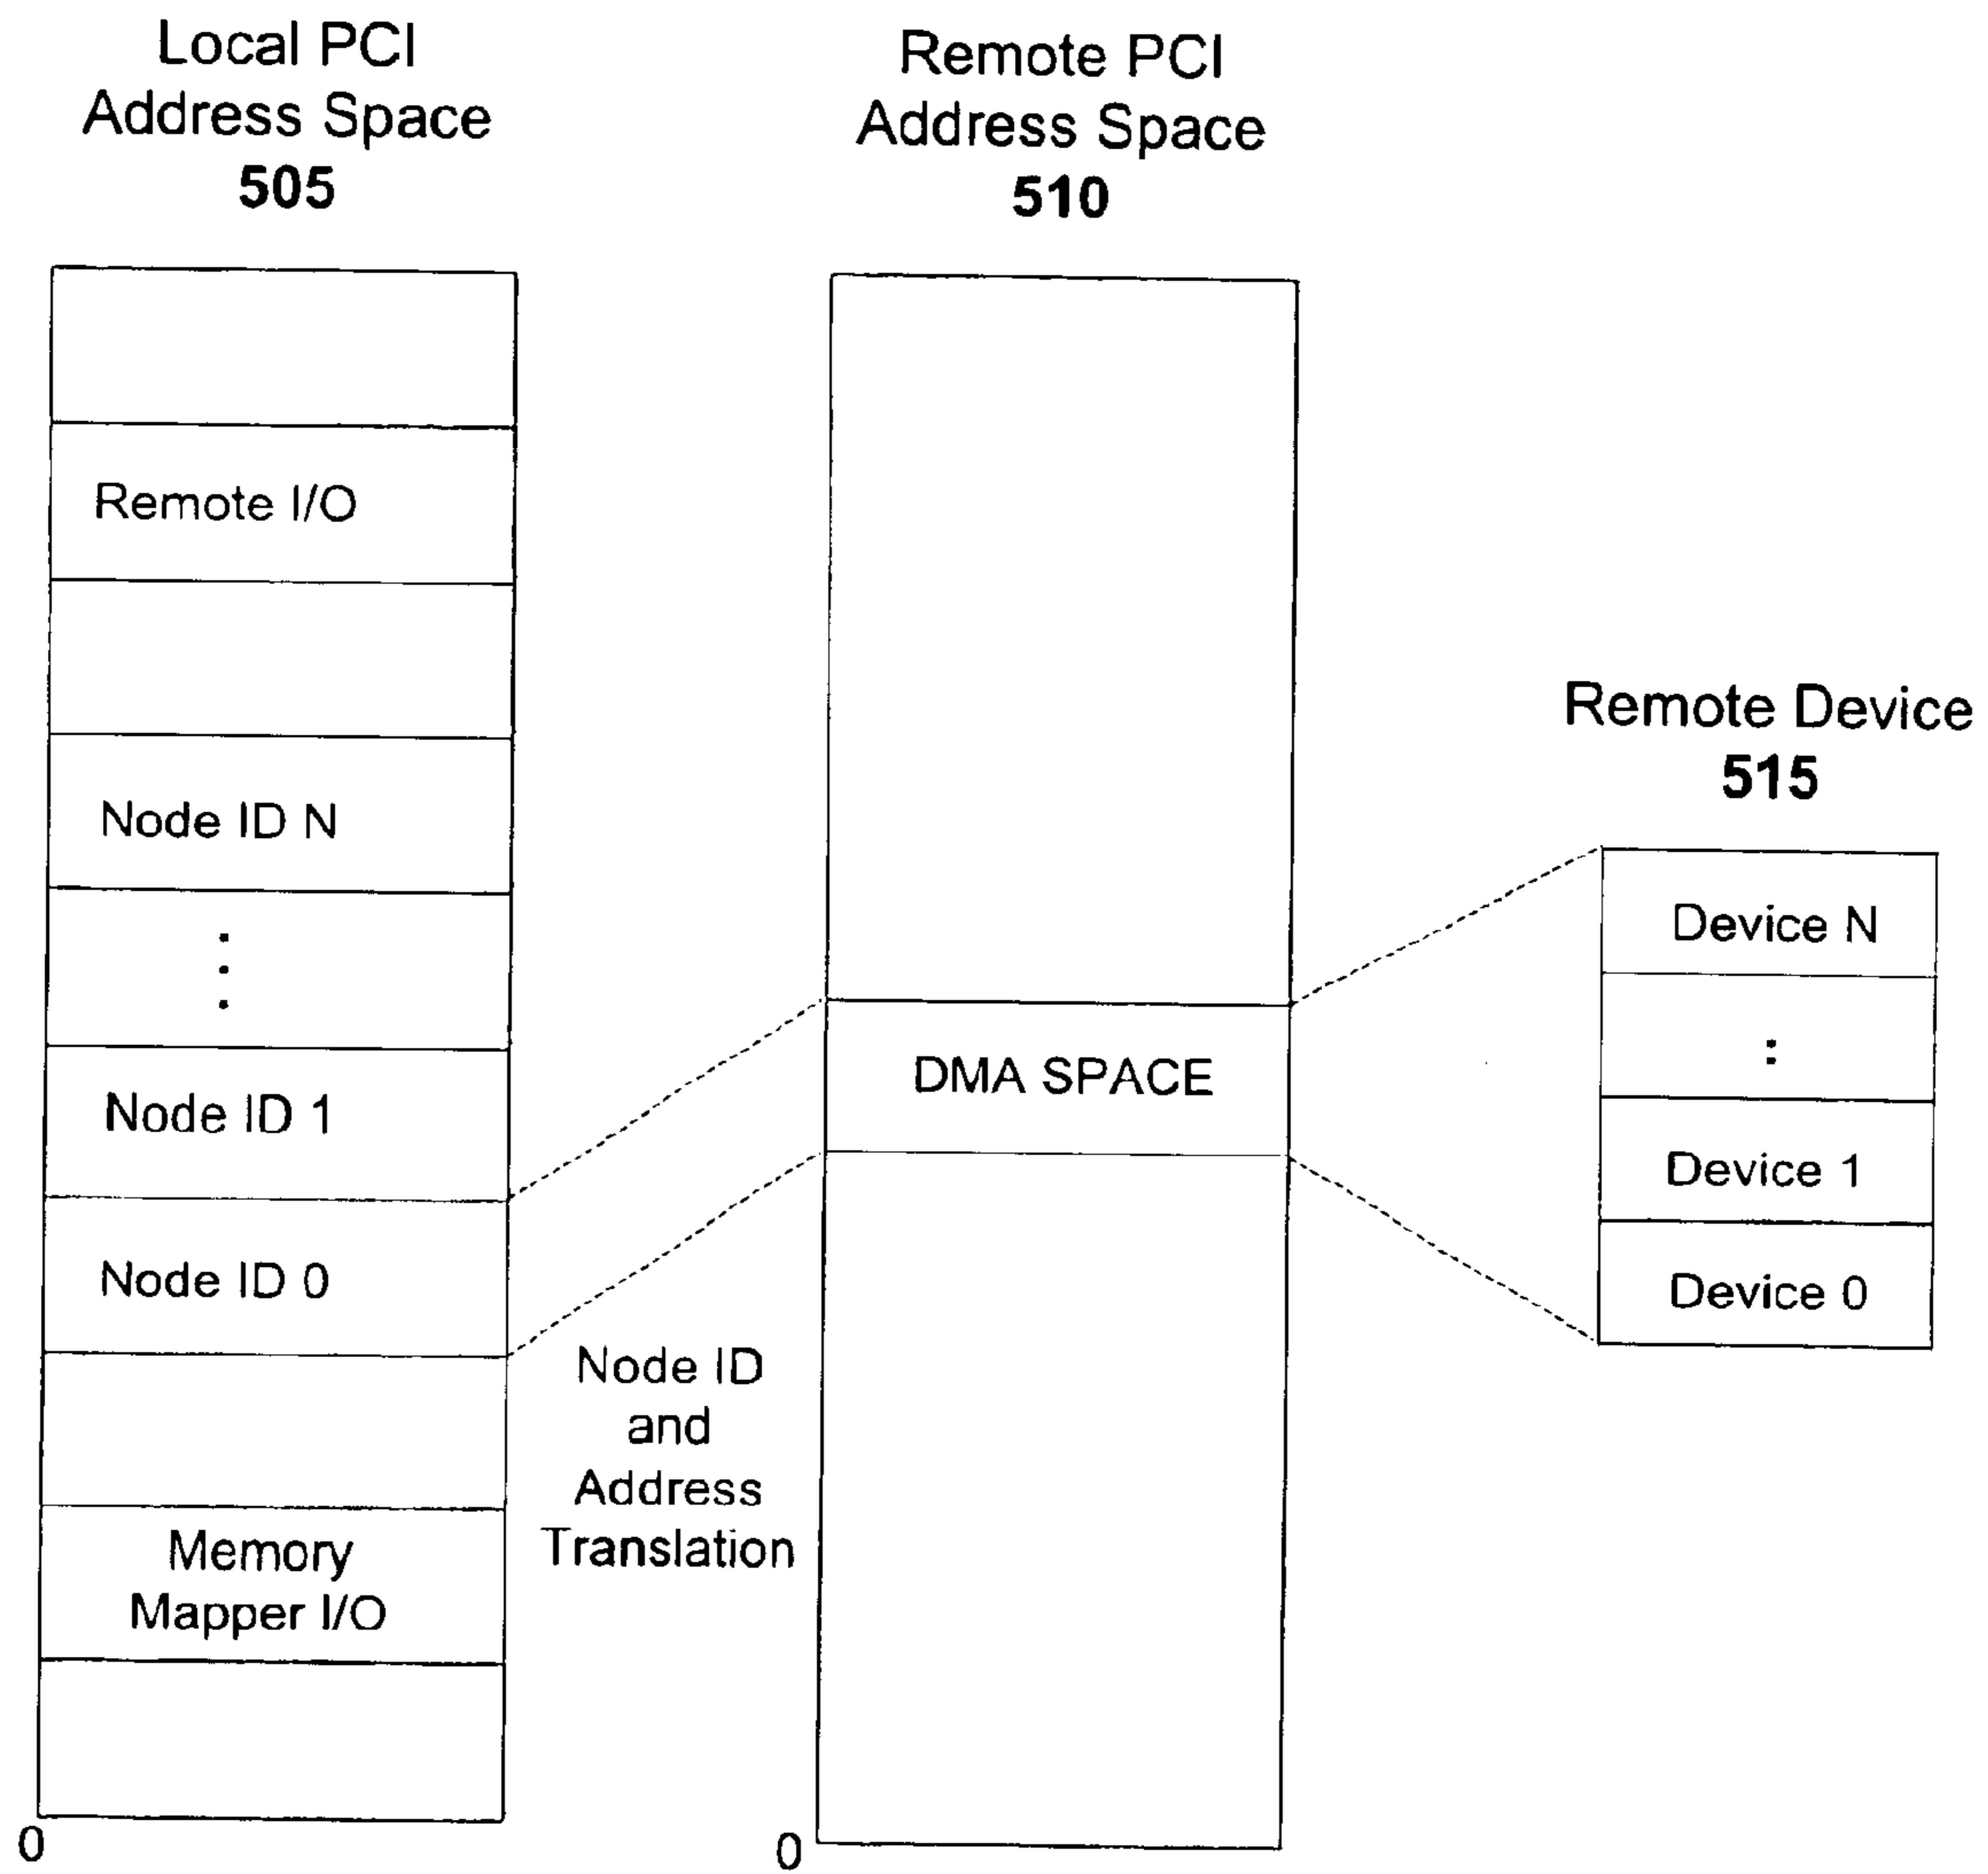 Local PCI
Address Space
505
Remote I/O
Node ID N
:
.
Node ID 1
Node ID 0
Memory
Mapper I/O
0
Node ID
and
Address
Translation
Remote PCI
Address Space
510
DMA SPACE
0
Remote Device
515
Device N
:
Device 1
Device 0